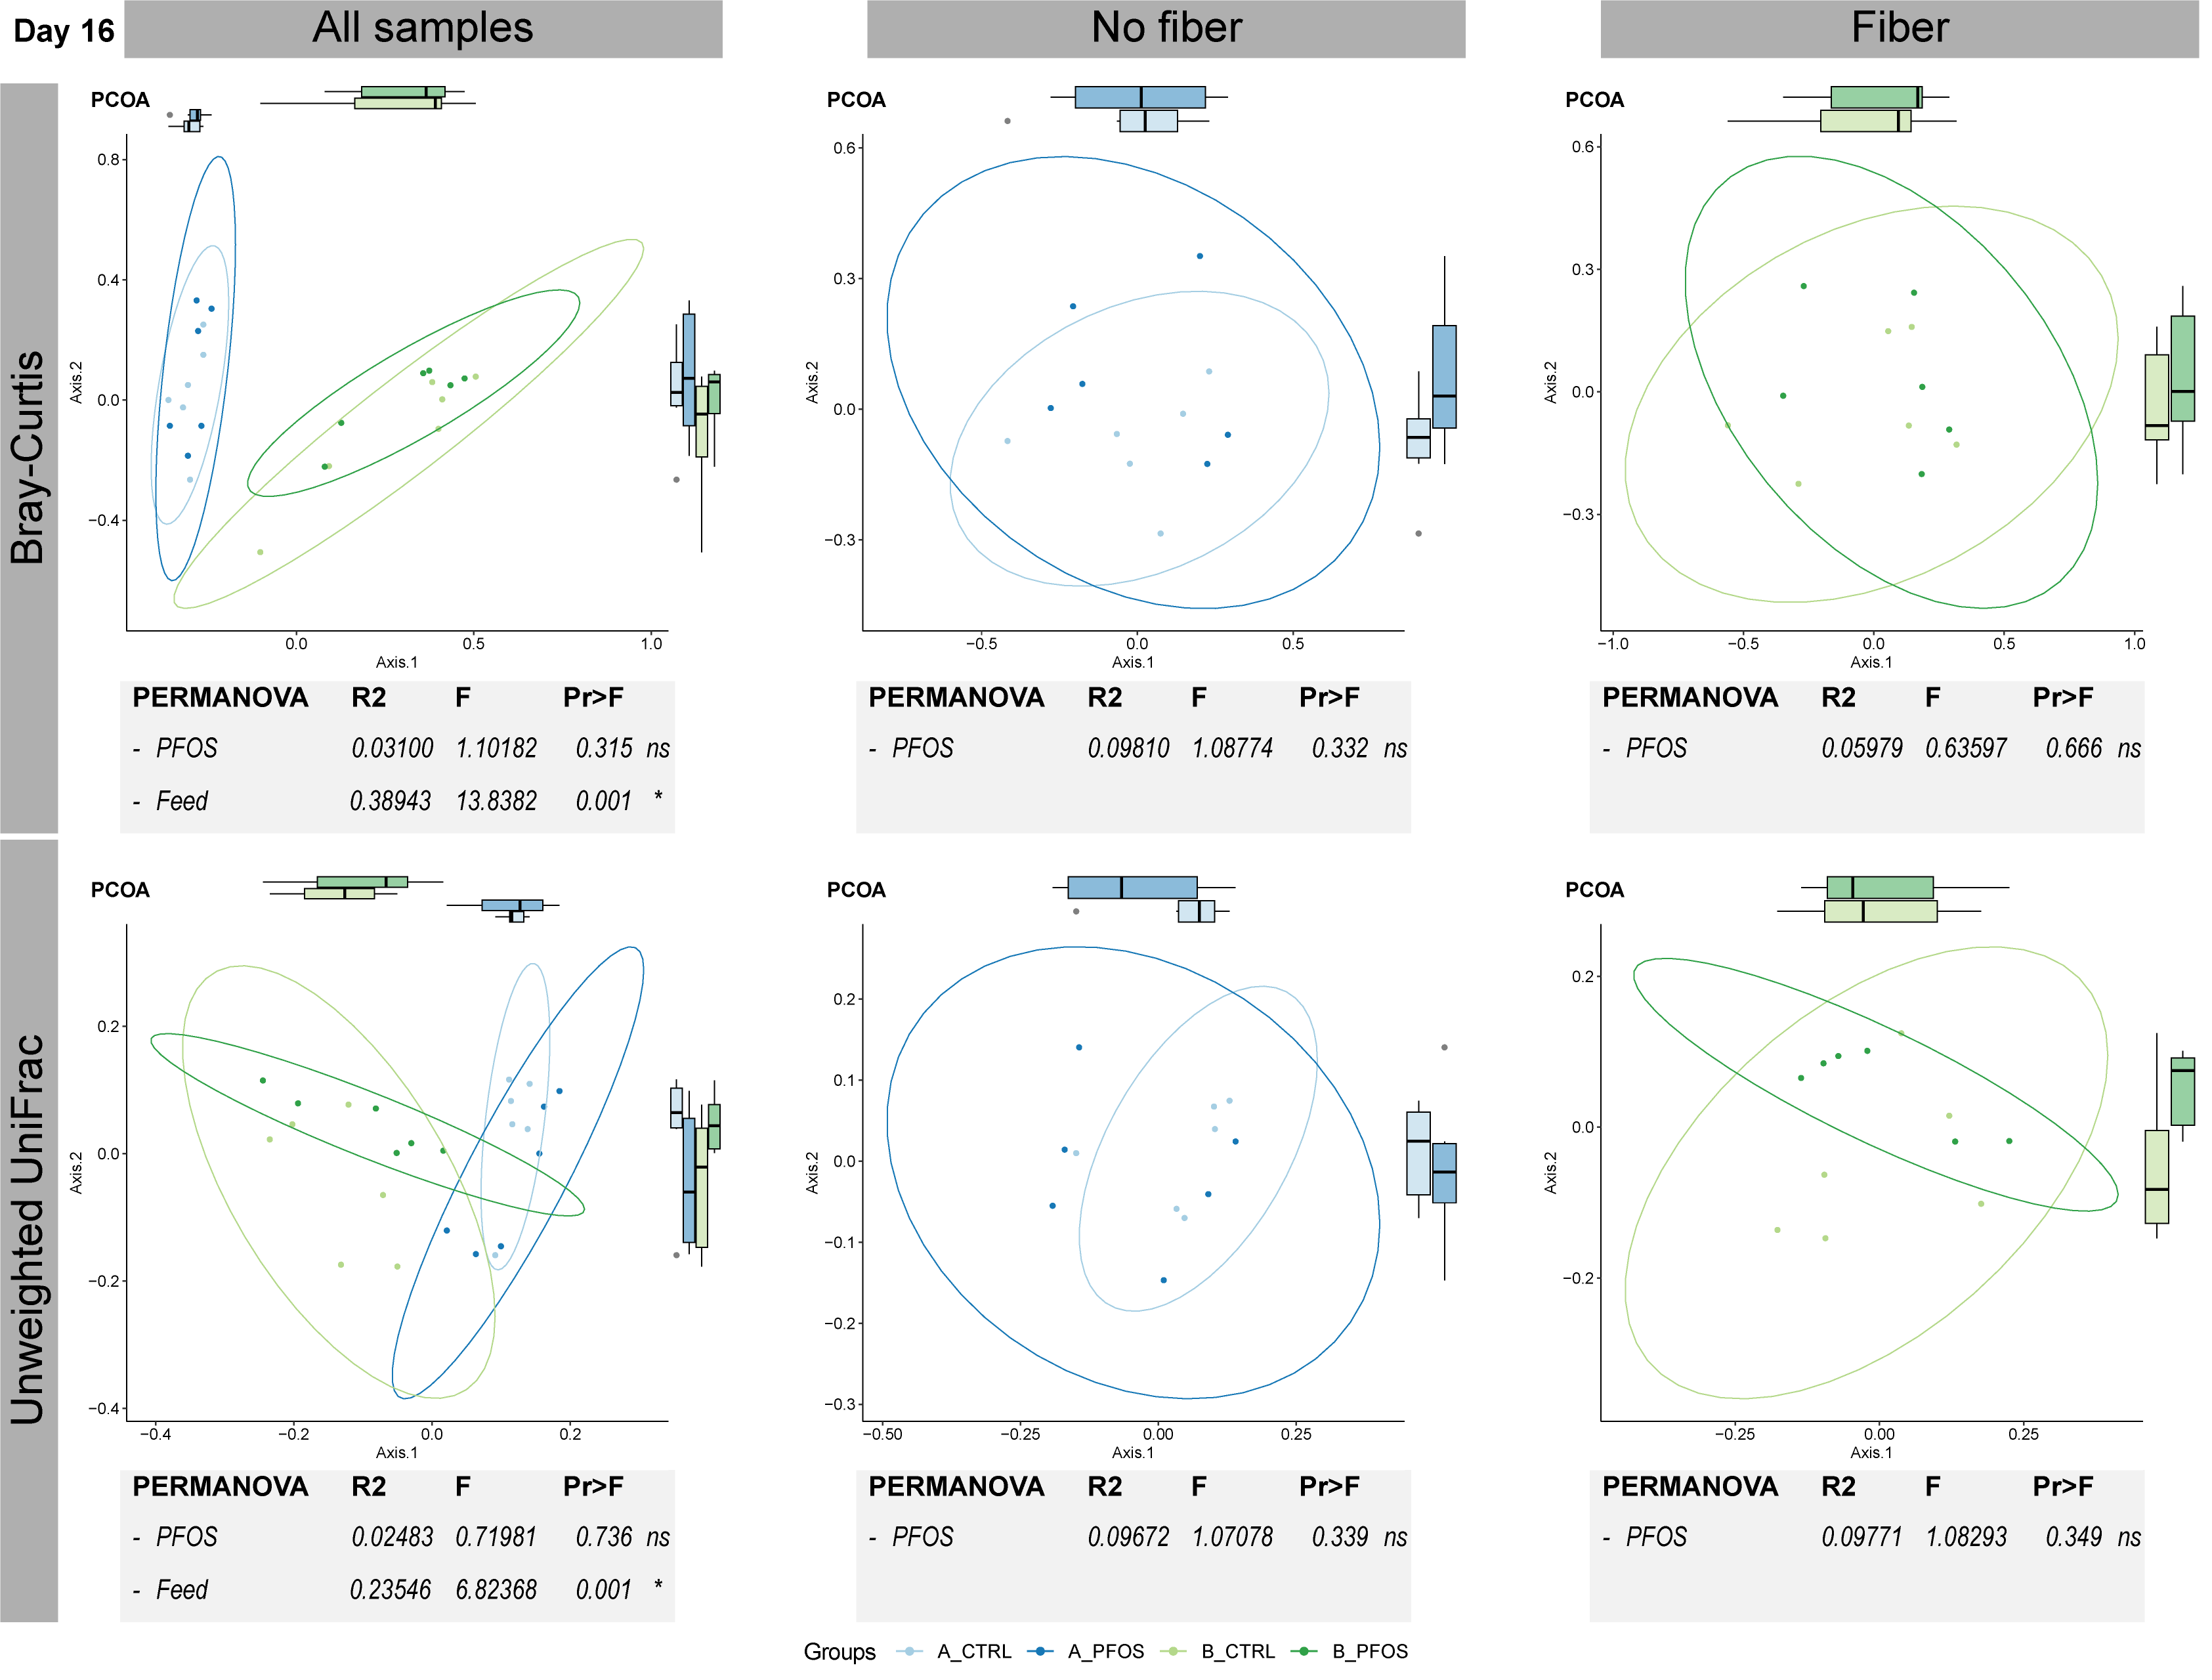 Day 16
All samples
No fiber
Fiber
Bray-Curtis
PCOA
0.8
0.4
0.0
−0.4
Axis.2
0.0 0.5 1.0
Axis.1
PCOA
0.6
0.3
0.0
−0.3
Axis.2
−0.5 0.0 0.5
Axis.1
PCOA
0.6
0.3
0.0
−0.3
Axis.2
−1.0 −0.5 0.0 0.5 1.0
Axis.1
PERMANOVA R2 F Pr>F
- PFOS 0.03100 1.10182 0.315 ns
- Feed 0.38943 13.8382 0.001 *
PERMANOVA R2 F Pr>F
- PFOS 0.09810 1.08774 0.332 ns
PERMANOVA R2 F Pr>F
- PFOS 0.05979 0.63597 0.666 ns
Unweighted UniFrac
PCOA
0.2
0.0
−0.2
−0.4
Axis.2
−0.4 −0.2 0.0 0.2
Axis.1
PCOA
0.2
0.1
0.0
−0.1
−0.2
−0.3
Axis.2
−0.50 −0.25 0.00 0.25
Axis.1
PCOA
0.2
0.0
−0.2
Axis.2
−0.25 0.00 0.25
Axis.1
PERMANOVA R2 F Pr>F
- PFOS 0.02483 0.71981 0.736 ns
- Feed 0.23546 6.82368 0.001 *
PERMANOVA R2 F Pr>F
- PFOS 0.09672 1.07078 0.339 ns
PERMANOVA R2 F Pr>F
- PFOS 0.09771 1.08293 0.349 ns
Groups A_CTRL A_PFOS B_CTRL B_PFOS